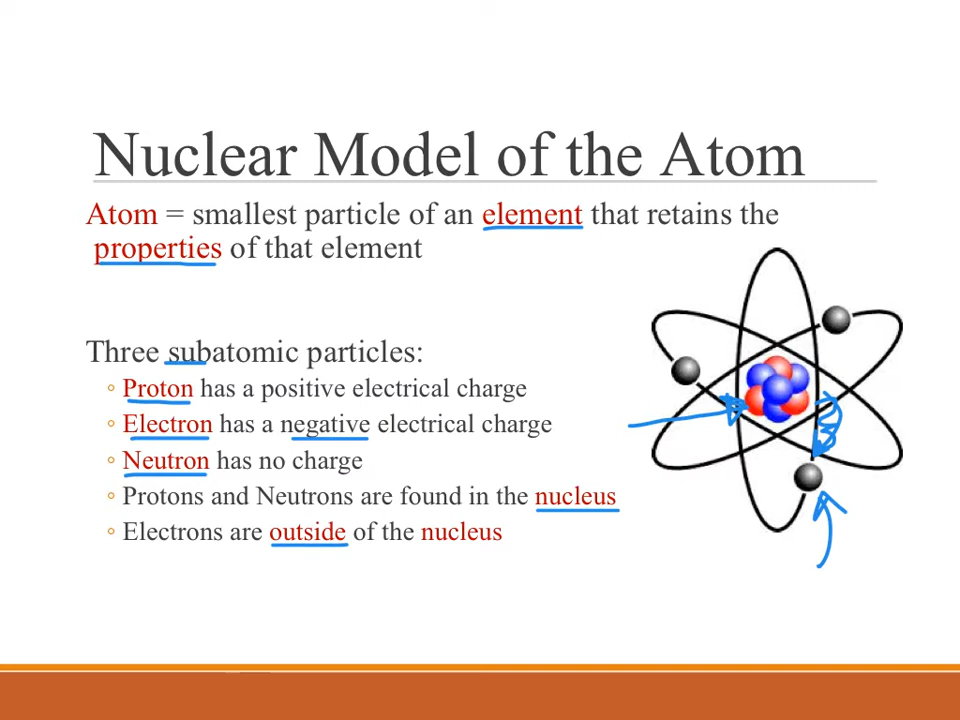 Nuclear Model of the Atom
Atom = smallest particle of an element that retains the
properties of that element
Three subatomic particles:
◦ Proton has a positive electrical charge
◦ Electron has a negative electrical charge
◦ Neutron has no charge
◦ Protons and Neutrons are found in the nucleus
◦ Electrons are outside of the nucleus